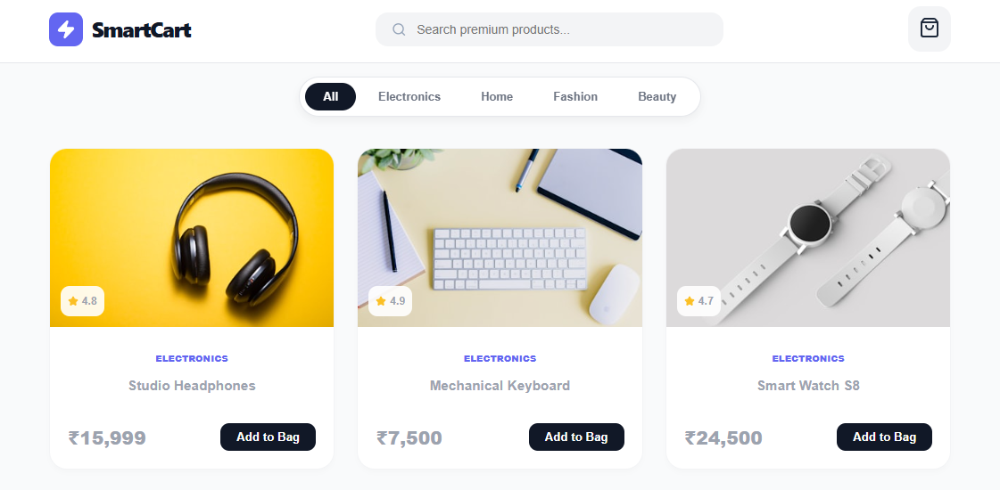 SmartCart
Search premium products...
All Electronics Home Fashion Beauty
4.8
4.9
4.7
ELECTRONICS
Studio Headphones
₹15,999 Add to Bag
ELECTRONICS
Mechanical Keyboard
₹7,500 Add to Bag
ELECTRONICS
Smart Watch S8
₹24,500 Add to Bag